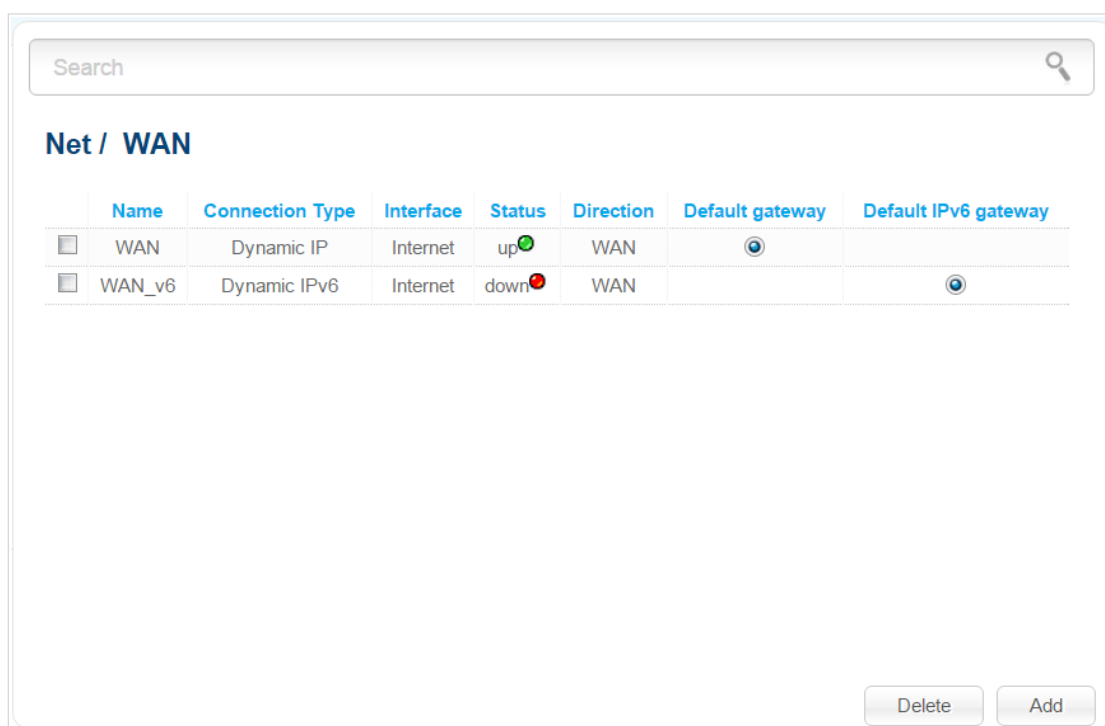 Search
Net / WAN
Name Connection Type Interface Status Direction Default gateway Default IPv6 gateway
WAN Dynamic IP Internet up WAN
WAN_v6 Dynamic IPv6 Internet down WAN
Delete Add